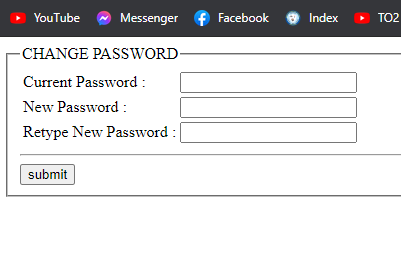 YouTube Messenger Facebook Index TO2
CHANGE PASSWORD
Current Password :
New Password :
Retype New Password :
submit